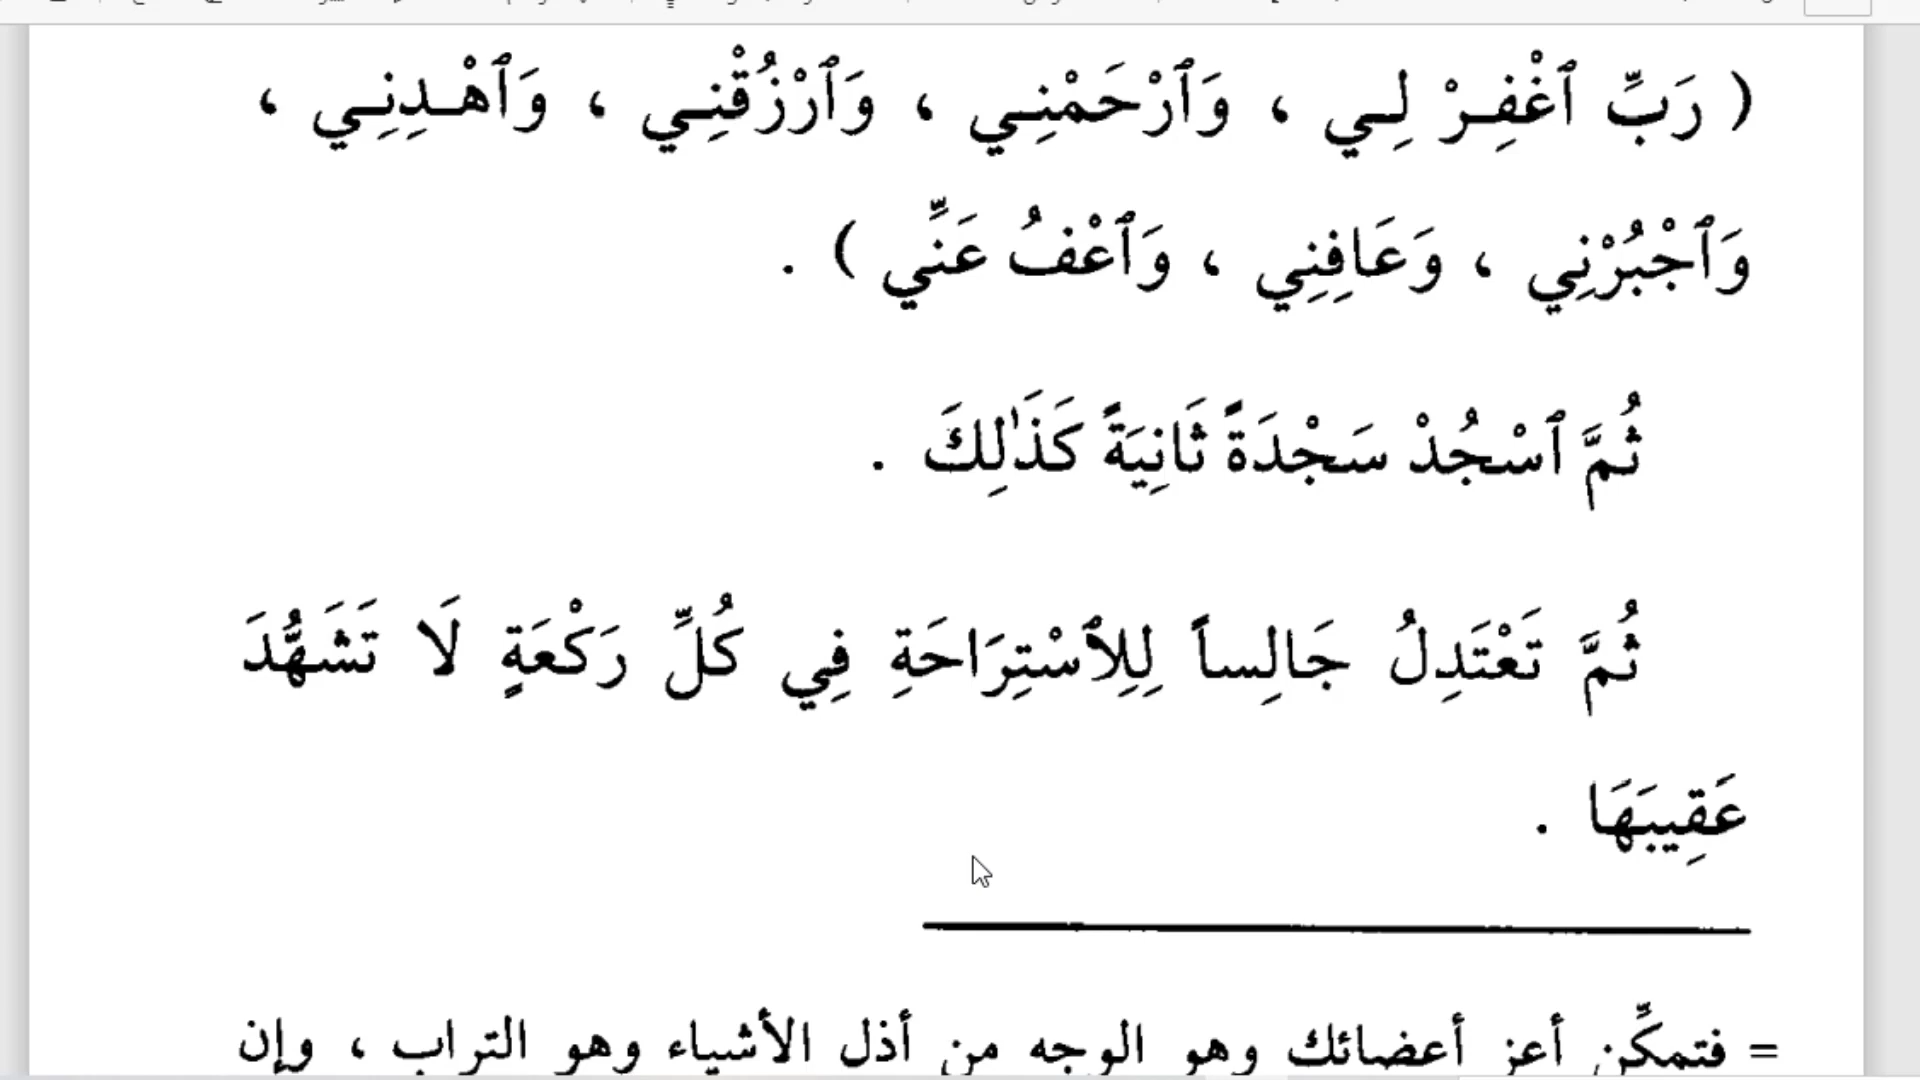 ( رَبِّ ٱغْفِرْ لِي ، وَٱرْحَمْنِي ، وَٱرْزُقْنِي ، وَٱهْدِنِي ،
وَٱجْبُرْنِي ، وَعَافِنِي ، وَٱعْفُ عَنِّي ) .
ثُمَّ ٱسْجُدْ سَجْدَةً ثَانِيَةً كَذَٰلِكَ .
ثُمَّ تَعْتَدِلُ جَالِساً لِلِٱسْتِرَاحَةِ فِي كُلِّ رَكْعَةٍ لَا تَشَهُّدَ
عَقِيبَهَا .
= فتمكِّن أعز أعضائك وهو الوجه من أذل الأشياء وهو التراب ، وإن